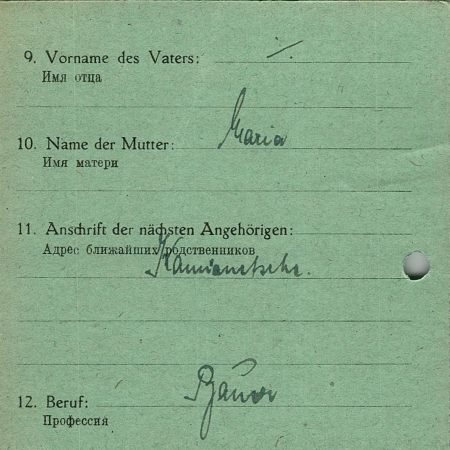 9. Vorname des Vaters: ·/·
Имя отца
10. Name der Mutter: Maria
Имя матери
11. Anschrift der nächsten Angehörigen:
Адрес ближайших родственников
12. Beruf:
Профессия